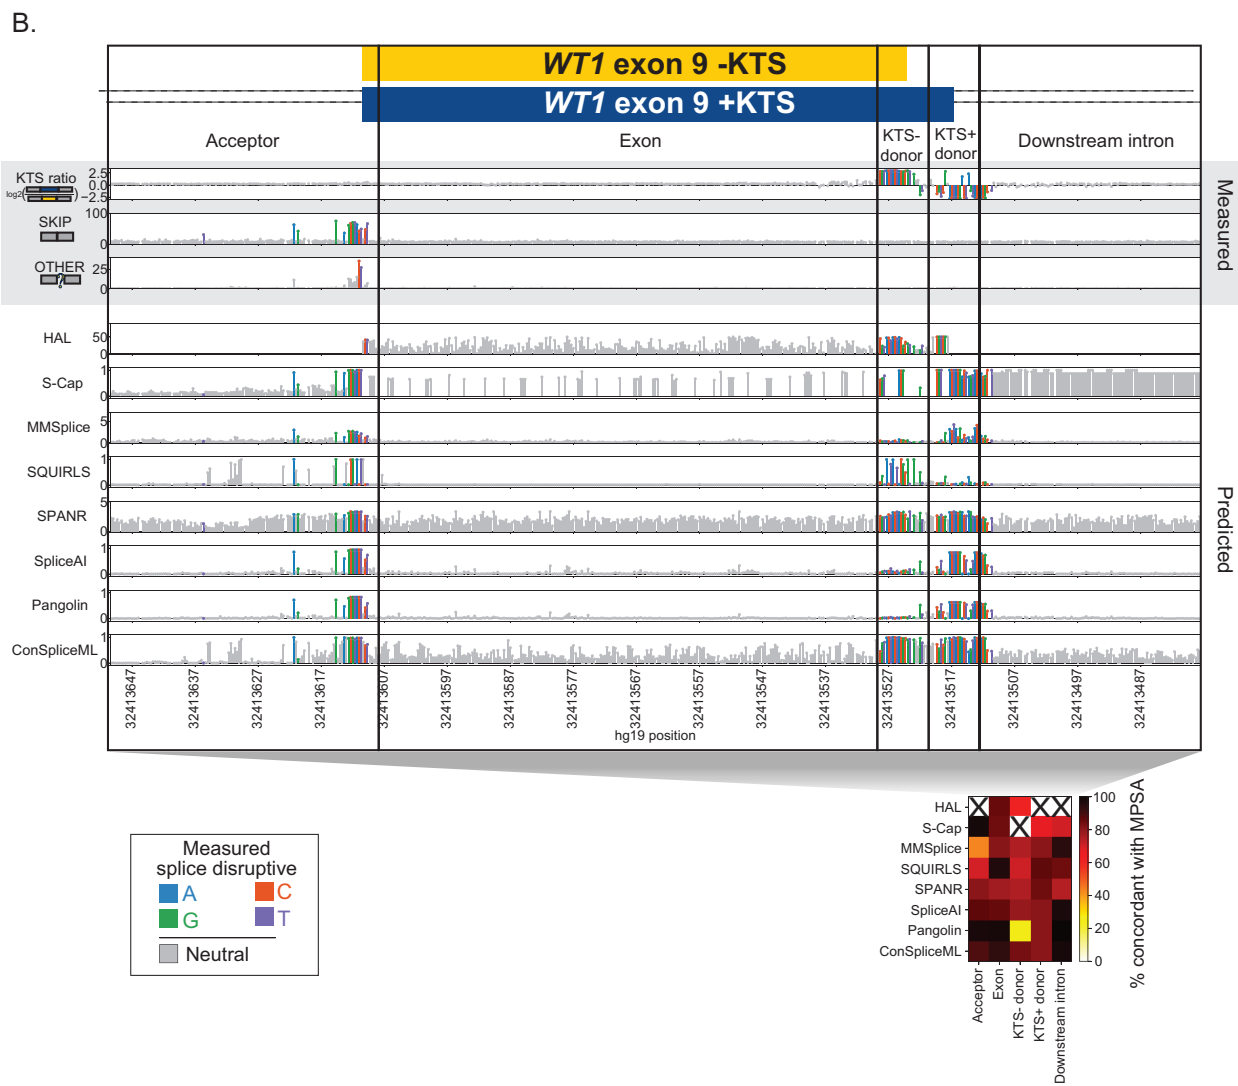 B.
WT1 exon 9 -KTS
WT1 exon 9 +KTS
Acceptor
Exon
KTS-
donor
KTS+
donor
Downstream intron
KTS ratio
log2( )
2.5
0.0
−2.5
SKIP
100
0
OTHER
?
25
0
Measured
HAL
50
0
S-Cap
1
0
MMSplice
5
0
SQUIRLS
1
0
SPANR
5
0
SpliceAI
1
0
Pangolin
1
0
ConSpliceML
1
0
Predicted
32413647
32413637
32413627
32413617
32413607
32413597
32413587
32413577
32413567
32413557
32413547
32413537
32413527
32413517
32413507
32413497
32413487
hg19 position
Measured
splice disruptive
A
C
G
T
Neutral
HAL
S-Cap
MMSplice
SQUIRLS
SPANR
SpliceAI
Pangolin
ConSpliceML
Acceptor
Exon
KTS- donor
KTS+ donor
Downstream intron
100
80
60
40
20
0
% concordant with MPSA